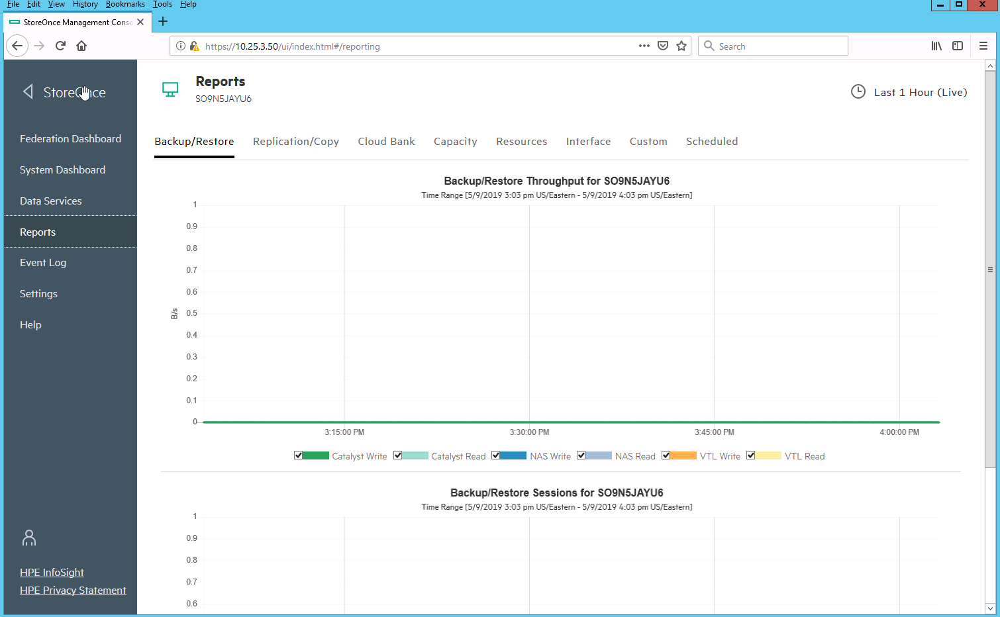 File Edit View History Bookmarks Tools Help
StoreOnce Management Conso
https://10.25.3.50/ui/index.html#/reporting
Search
StoreOnce
Federation Dashboard
System Dashboard
Data Services
Reports
Event Log
Settings
Help
HPE InfoSight
HPE Privacy Statement
Reports
SO9N5JAYU6
Last 1 Hour (Live)
Backup/Restore Replication/Copy Cloud Bank Capacity Resources Interface Custom Scheduled
Backup/Restore Throughput for SO9N5JAYU6
Time Range [5/9/2019 3:03 pm US/Eastern - 5/9/2019 4:03 pm US/Eastern]
1
0.9
0.8
0.7
0.6
B/s
0.5
0.4
0.3
0.2
0.1
0
3:15:00 PM 3:30:00 PM 3:45:00 PM 4:00:00 PM
Catalyst Write Catalyst Read NAS Write NAS Read VTL Write VTL Read
Backup/Restore Sessions for SO9N5JAYU6
Time Range [5/9/2019 3:03 pm US/Eastern - 5/9/2019 4:03 pm US/Eastern]
1
0.9
0.8
0.7
0.6